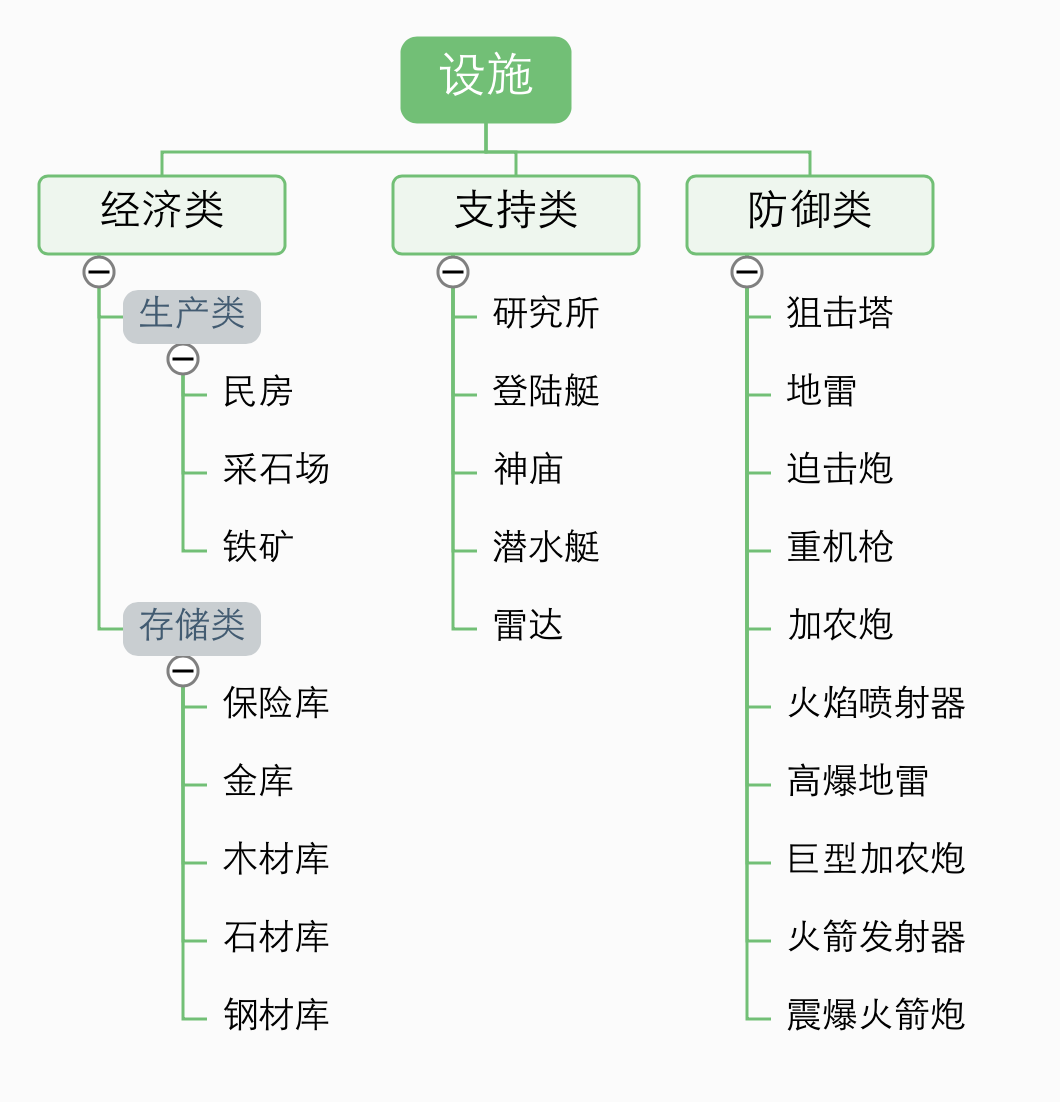 设施
经济类
生产类
民房
采石场
铁矿
存储类
保险库
金库
木材库
石材库
钢材库
支持类
研究所
登陆艇
神庙
潜水艇
雷达
防御类
狙击塔
地雷
迫击炮
重机枪
加农炮
火焰喷射器
高爆地雷
巨型加农炮
火箭发射器
震爆火箭炮